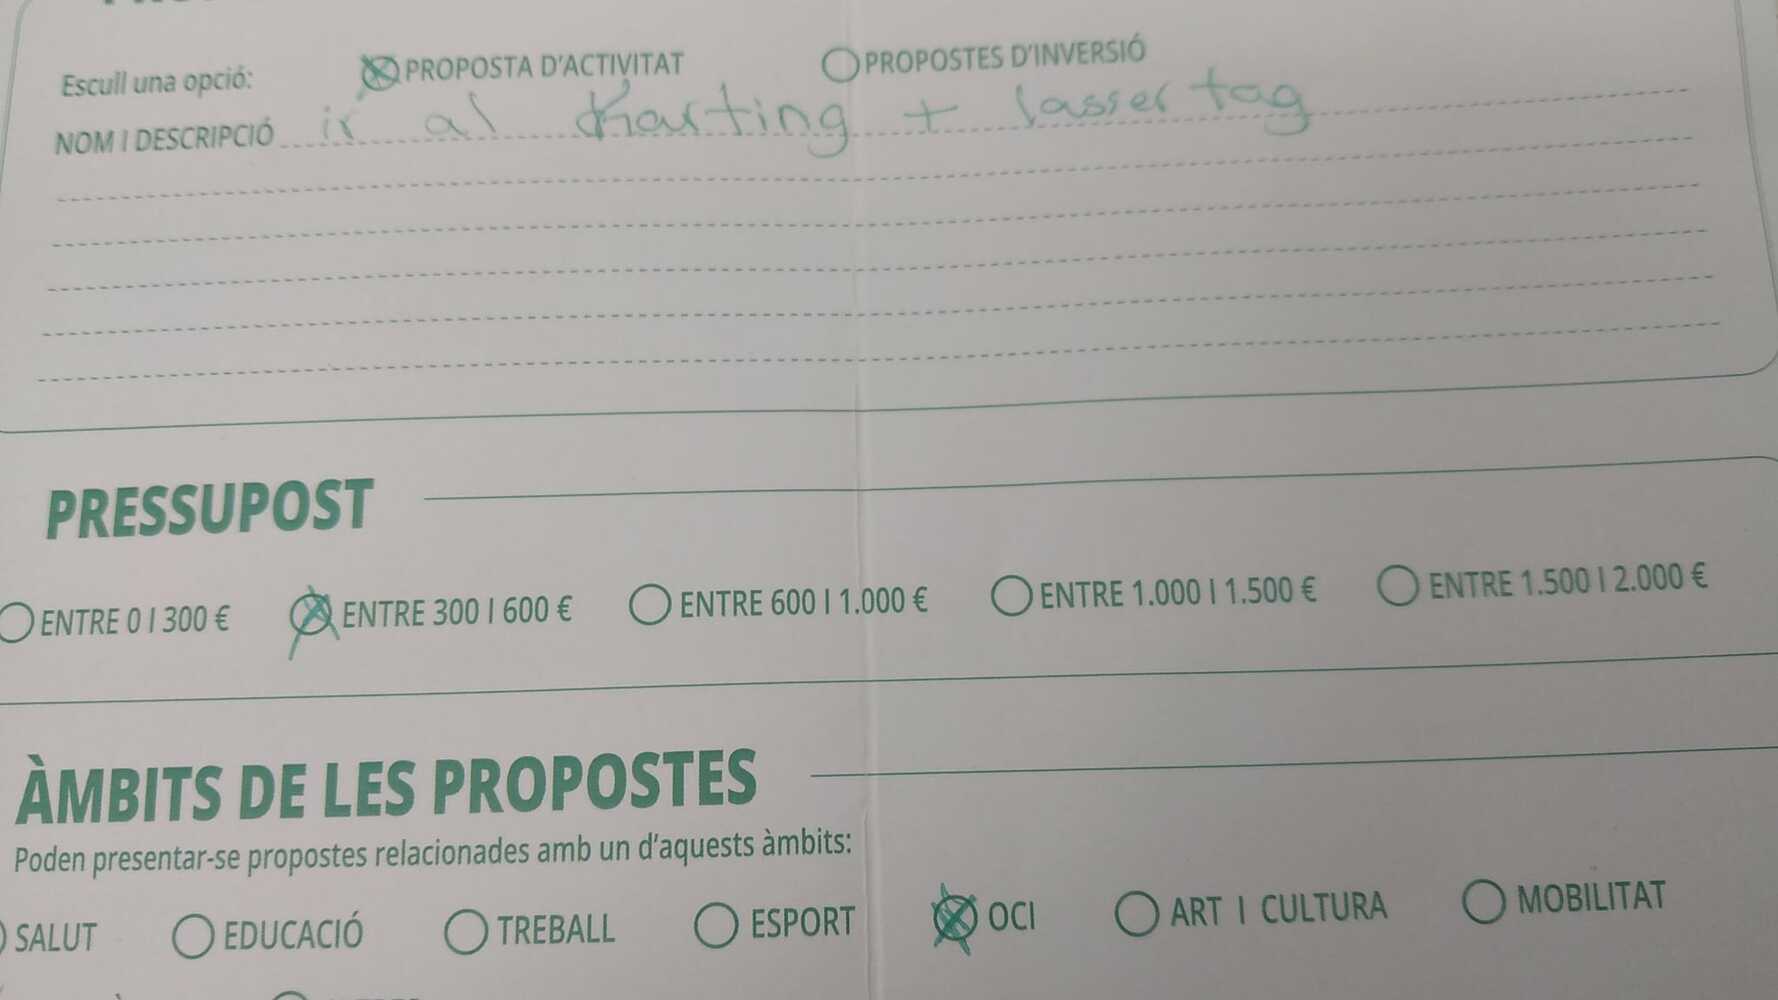 Escull una opció: PROPOSTA D'ACTIVITAT PROPOSTES D'INVERSIÓ
NOM I DESCRIPCIÓ ir al Karting + lasser tag
PRESSUPOST
ENTRE 0 I 300 € ENTRE 300 I 600 € ENTRE 600 I 1.000 € ENTRE 1.000 I 1.500 € ENTRE 1.500 I 2.000 €
ÀMBITS DE LES PROPOSTES
Poden presentar-se propostes relacionades amb un d'aquests àmbits:
SALUT EDUCACIÓ TREBALL ESPORT OCI ART I CULTURA MOBILITAT